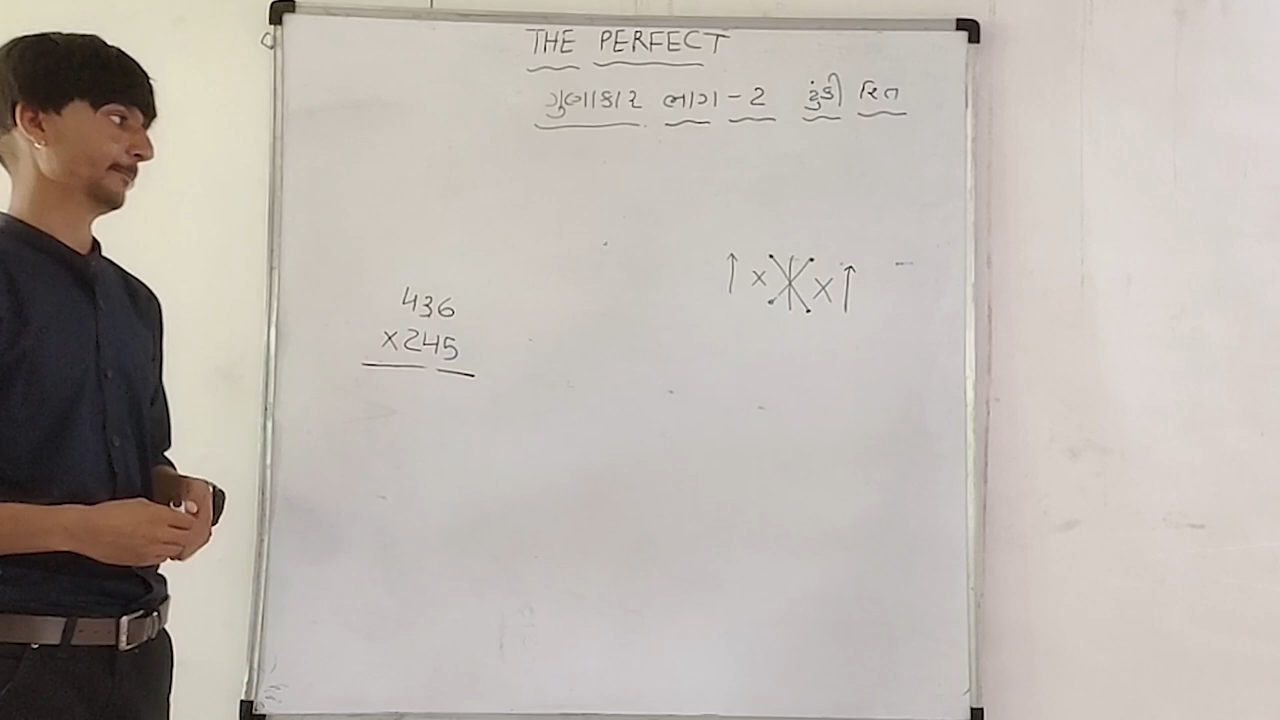 THE PERFECT
ગુણાકાર ભાગ - 2 ટુંકી રિત
↑ × ⚹ × ↑
436
×245